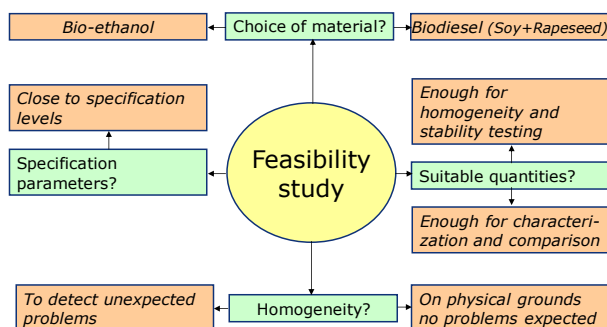 Bio-ethanol
Choice of material?
Biodiesel (Soy+Rapeseed)
Close to specification
levels
Enough for
homogeneity and
stability testing
Specification
parameters?
Feasibility
study
Suitable quantities?
Enough for characteri-
zation and comparison
To detect unexpected
problems
Homogeneity?
On physical grounds
no problems expected